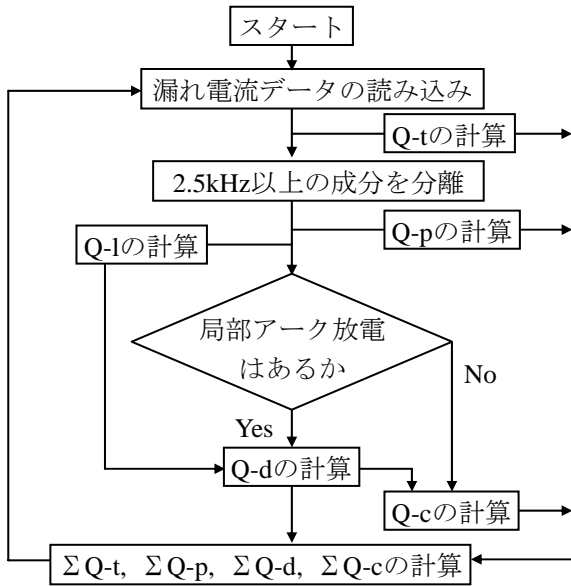 スタート
漏れ電流データの読み込み
Q-tの計算
2.5kHz以上の成分を分離
Q-lの計算
Q-pの計算
局部アーク放電
はあるか
No
Yes
Q-dの計算
Q-cの計算
ΣQ-t, ΣQ-p, ΣQ-d, ΣQ-cの計算